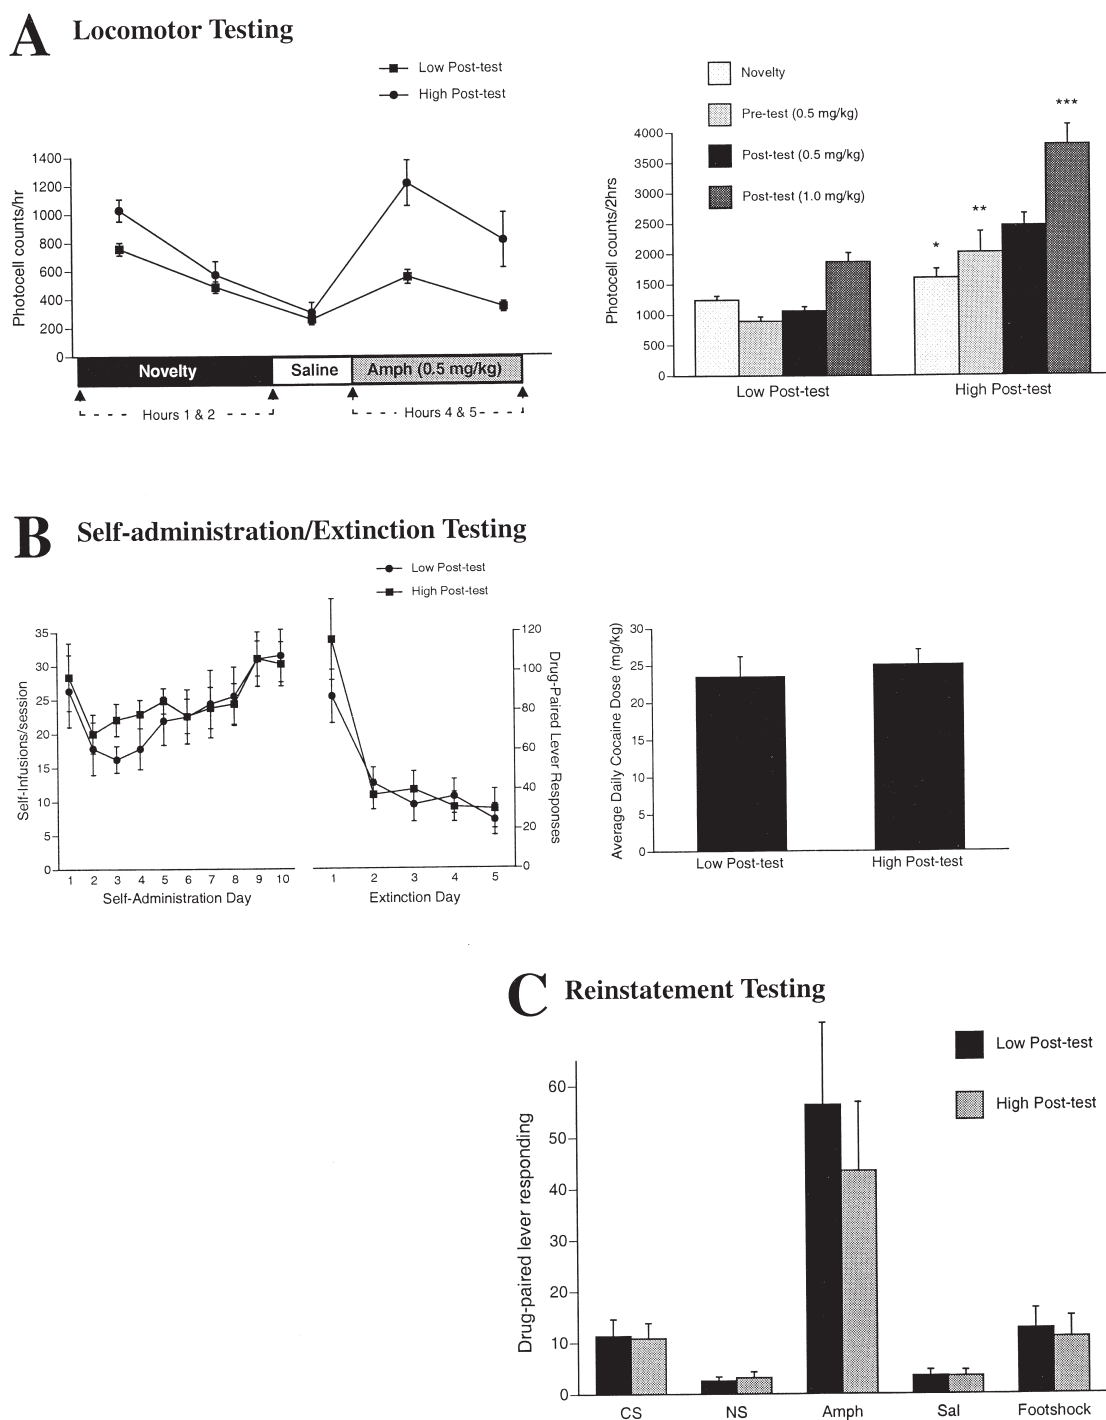 A Locomotor Testing
Low Post-test
High Post-test
1400
1200
1000
800
600
400
200
0
Photocell counts/hr
Novelty
Saline
Amph (0.5 mg/kg)
Hours 1 & 2
Hours 4 & 5
Novelty
Pre-test (0.5 mg/kg)
Post-test (0.5 mg/kg)
Post-test (1.0 mg/kg)
4000
3500
3000
2500
2000
1500
1000
500
0
Photocell counts/2hrs
*
**
***
Low Post-test
High Post-test
B Self-administration/Extinction Testing
Low Post-test
High Post-test
35
30
25
20
15
10
5
0
Self-Infusions/session
1 2 3 4 5 6 7 8 9 10
Self-Administration Day
120
100
80
60
40
20
0
Drug-Paired Lever Responses
1 2 3 4 5
Extinction Day
30
25
20
15
10
5
0
Average Daily Cocaine Dose (mg/kg)
Low Post-test
High Post-test
C Reinstatement Testing
Low Post-test
High Post-test
60
50
40
30
20
10
0
Drug-paired lever responding
CS
NS
Amph
Sal
Footshock